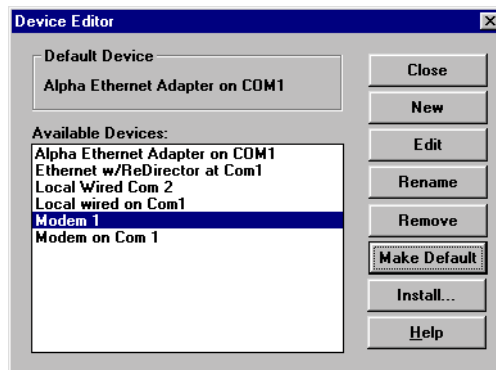 Device Editor
Default Device
Alpha Ethernet Adapter on COM1
Available Devices:
Alpha Ethernet Adapter on COM1
Ethernet w/ReDirector at Com1
Local Wired Com 2
Local wired on Com1
Modem 1
Modem on Com 1
Close
New
Edit
Rename
Remove
Make Default
Install...
Help